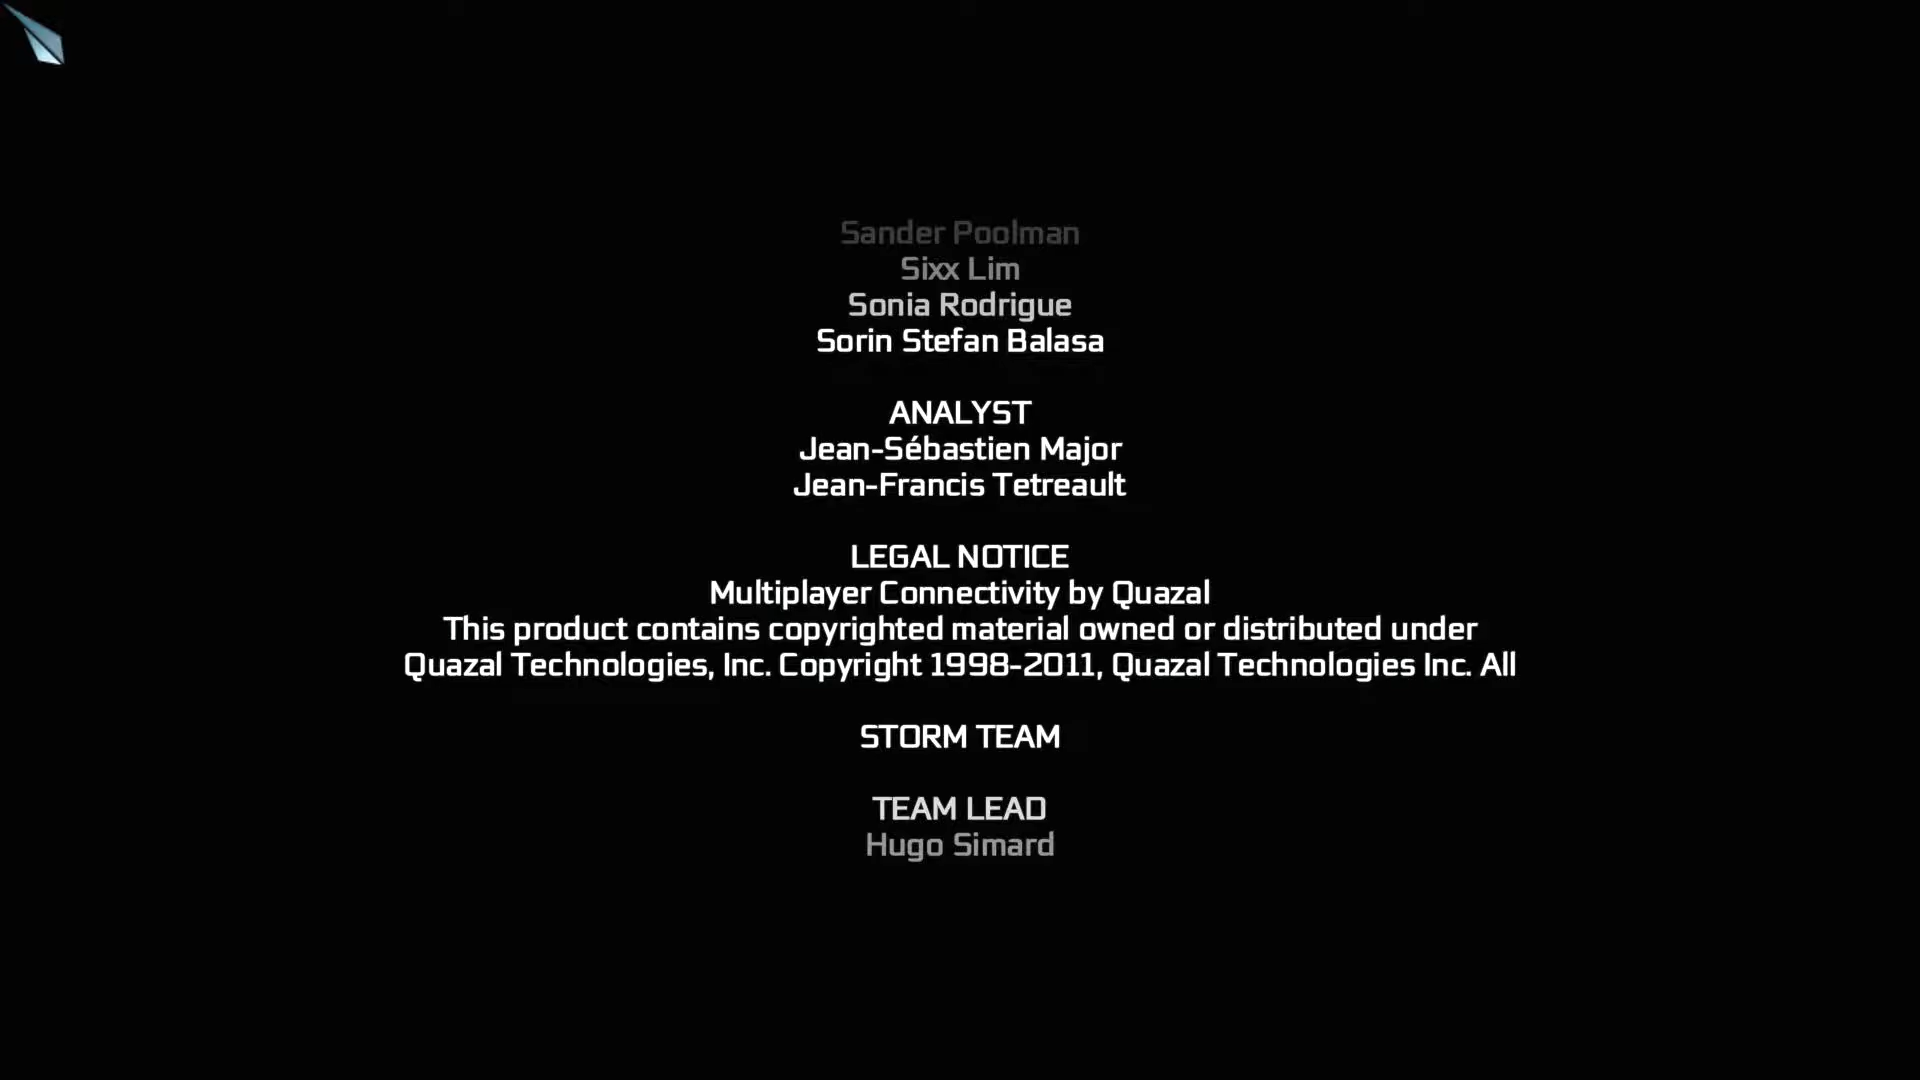 Sander Poolman
Sixx Lim
Sonia Rodrigue
Sorin Stefan Balasa
ANALYST
Jean-Sébastien Major
Jean-Francis Tetreault
LEGAL NOTICE
Multiplayer Connectivity by Quazal
This product contains copyrighted material owned or distributed under
Quazal Technologies, Inc. Copyright 1998-2011, Quazal Technologies Inc. All
STORM TEAM
TEAM LEAD
Hugo Simard